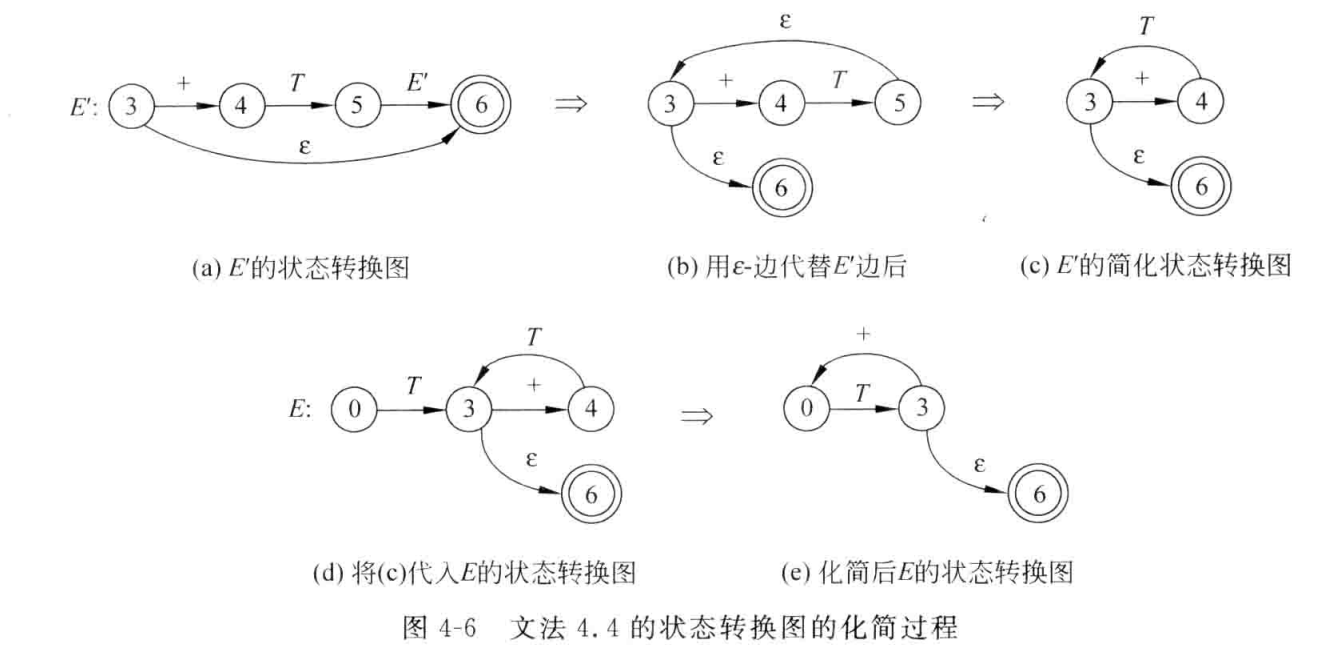 ε
E': 3 + 4 T 5 E' 6 ⇒ 3 + 4 T 5 ⇒ 3 T + 4
ε
ε 6
ε 6
(a) E'的状态转换图
(b) 用ε-边代替E'边后
(c) E'的简化状态转换图
E: 0 T 3 T + 4 ⇒ 0 + T 3
ε 6
ε 6
(d) 将(c)代入E的状态转换图
(e) 化简后E的状态转换图
图 4-6 文法 4.4 的状态转换图的化简过程